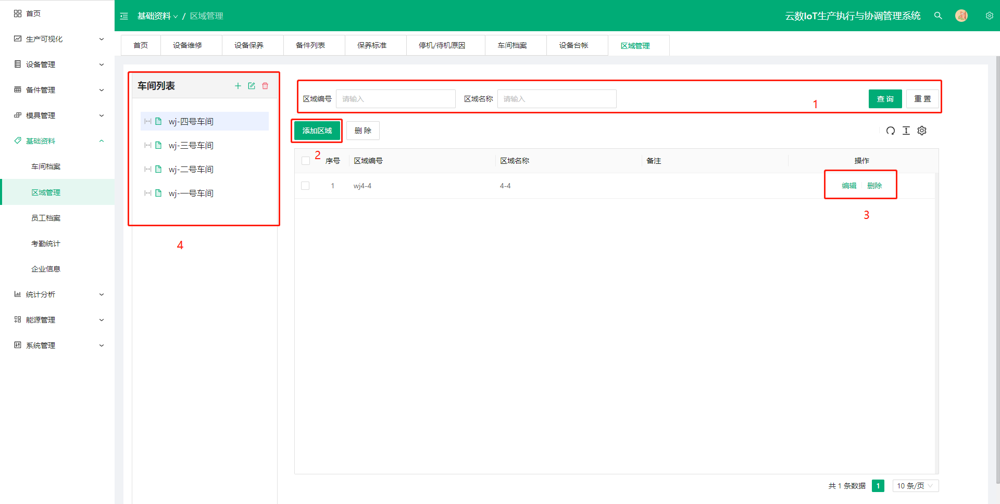 首页
生产可视化
设备管理
备件管理
模具管理
基础资料
车间档案
区域管理
员工档案
考勤统计
企业信息
统计分析
能源管理
系统管理
基础资料 / 区域管理
云数IoT生产执行与协调管理系统
首页 设备维修 设备保养 备件列表 保养标准 停机/待机原因 车间档案 设备台帐 区域管理
车间列表
wj-四号车间
wj-三号车间
wj-二号车间
wj-一号车间
4
区域编号 请输入 区域名称 请输入 查 询 重 置
1
添加区域 删 除
2
序号 区域编号 区域名称 备注 操作
1 wj4-4 4-4 编辑 删除
3
共 1 条数据 1 10 条/页